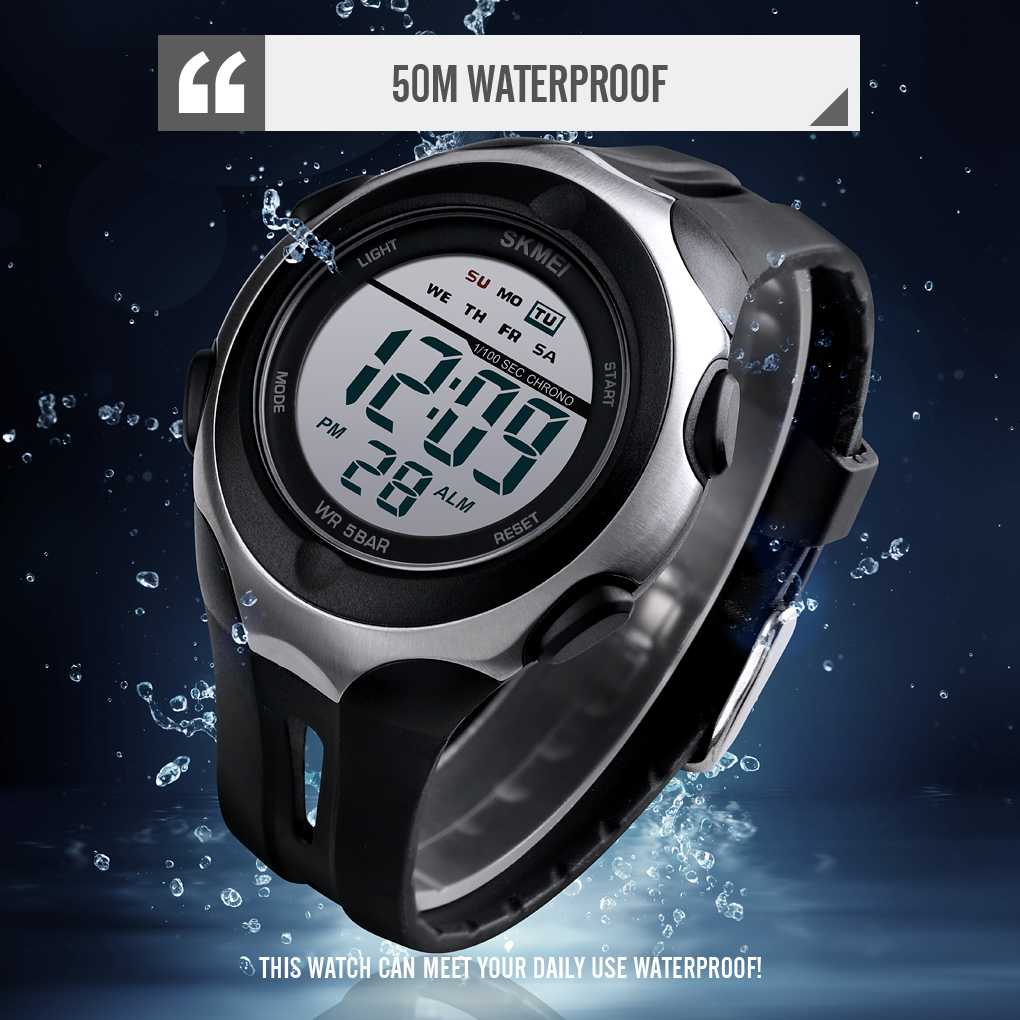 50M WATERPROOF
SKMEI
LIGHT
SU MO TU
WE TH FR SA
1/100 SEC CHRONO
MODE
START
12:09
PM
28
ALM
WR 5BAR
RESET
THIS WATCH CAN MEET YOUR DAILY USE WATERPROOF!